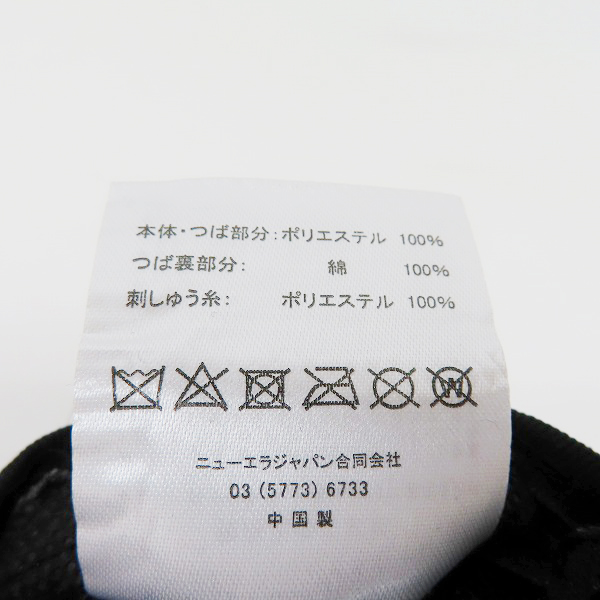 本体・つば部分：ポリエステル 100%
つば裏部分： 綿 100%
刺しゅう糸： ポリエステル 100%
W
ニューエラジャパン合同会社
03 (5773) 6733
中国製